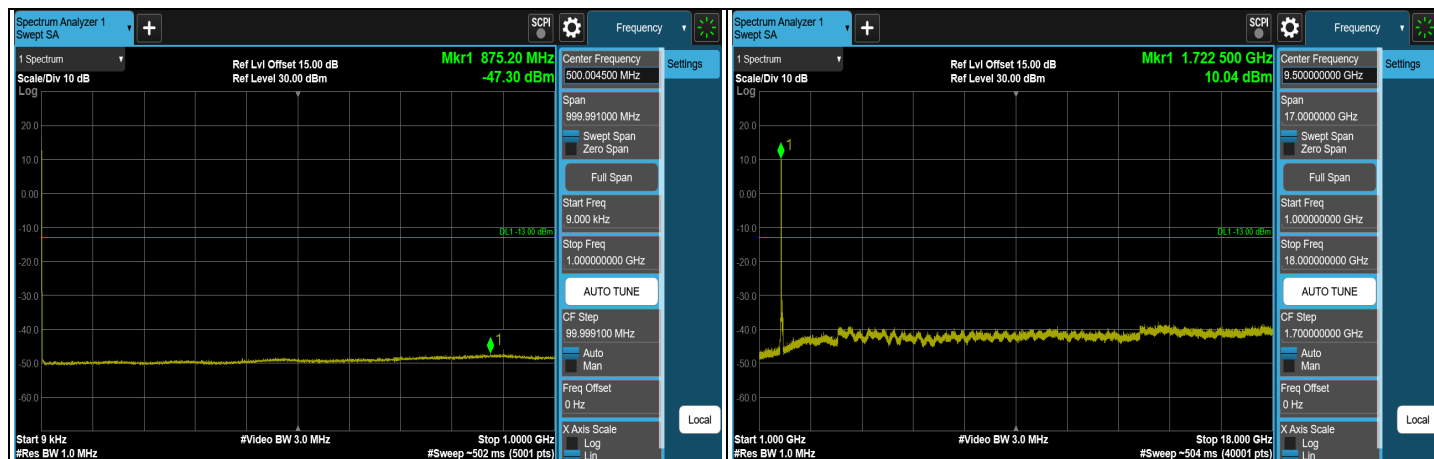 Spectrum Analyzer 1
Swept SA
+
SCPI
Frequency
1 Spectrum
Scale/Div 10 dB
Log
Ref Lvl Offset 15.00 dB
Ref Level 30.00 dBm
Mkr1 875.20 MHz
-47.30 dBm
20.0
10.0
0.00
-10.0
-20.0
-30.0
-40.0
-50.0
-60.0
DL1 -13.00 dBm
1
Start 9 kHz
#Res BW 1.0 MHz
#Video BW 3.0 MHz
Stop 1.0000 GHz
#Sweep ~502 ms (5001 pts)
Center Frequency
500.004500 MHz
Span
999.991000 MHz
Swept Span
Zero Span
Full Span
Start Freq
9.000 kHz
Stop Freq
1.000000000 GHz
AUTO TUNE
CF Step
99.999100 MHz
Auto
Man
Freq Offset
0 Hz
X Axis Scale
Log
Lin
Settings
Local
Spectrum Analyzer 1
Swept SA
+
SCPI
Frequency
1 Spectrum
Scale/Div 10 dB
Log
Ref Lvl Offset 15.00 dB
Ref Level 30.00 dBm
Mkr1 1.722 500 GHz
10.04 dBm
20.0
10.0
0.00
-10.0
-20.0
-30.0
-40.0
-50.0
-60.0
DL1 -13.00 dBm
1
Start 1.000 GHz
#Res BW 1.0 MHz
#Video BW 3.0 MHz
Stop 18.000 GHz
#Sweep ~504 ms (40001 pts)
Center Frequency
9.500000000 GHz
Span
17.0000000 GHz
Swept Span
Zero Span
Full Span
Start Freq
1.000000000 GHz
Stop Freq
18.000000000 GHz
AUTO TUNE
CF Step
1.700000000 GHz
Auto
Man
Freq Offset
0 Hz
X Axis Scale
Log
Lin
Settings
Local